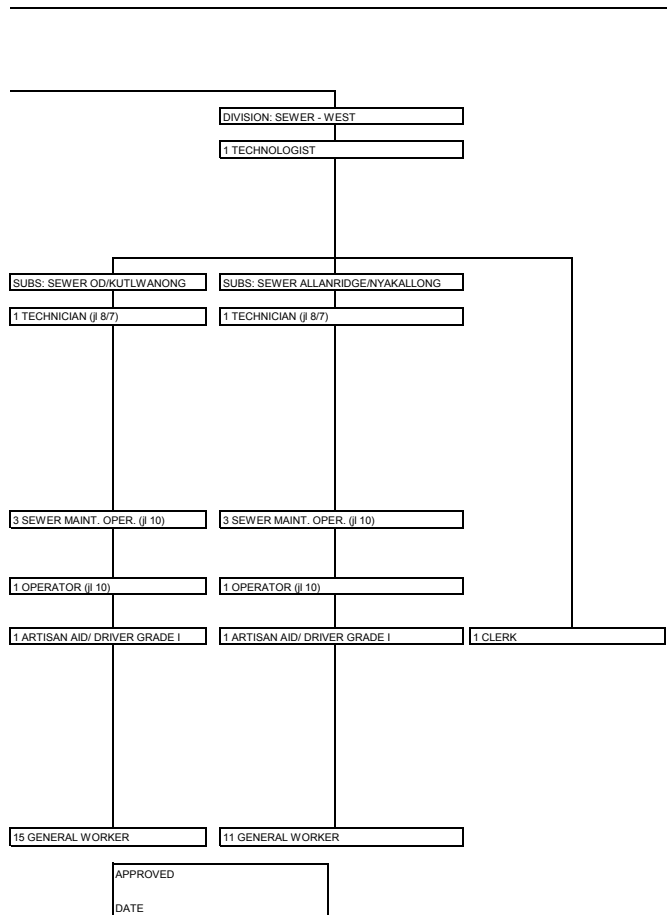 DIVISION: SEWER - WEST
1 TECHNOLOGIST
SUBS: SEWER OD/KUTLWANONG
SUBS: SEWER ALLANRIDGE/NYAKALLONG
1 TECHNICIAN (jl 8/7)
1 TECHNICIAN (jl 8/7)
3 SEWER MAINT. OPER. (jl 10)
3 SEWER MAINT. OPER. (jl 10)
1 OPERATOR (jl 10)
1 OPERATOR (jl 10)
1 ARTISAN AID/ DRIVER GRADE I
1 ARTISAN AID/ DRIVER GRADE I
1 CLERK
15 GENERAL WORKER
11 GENERAL WORKER
APPROVED
DATE